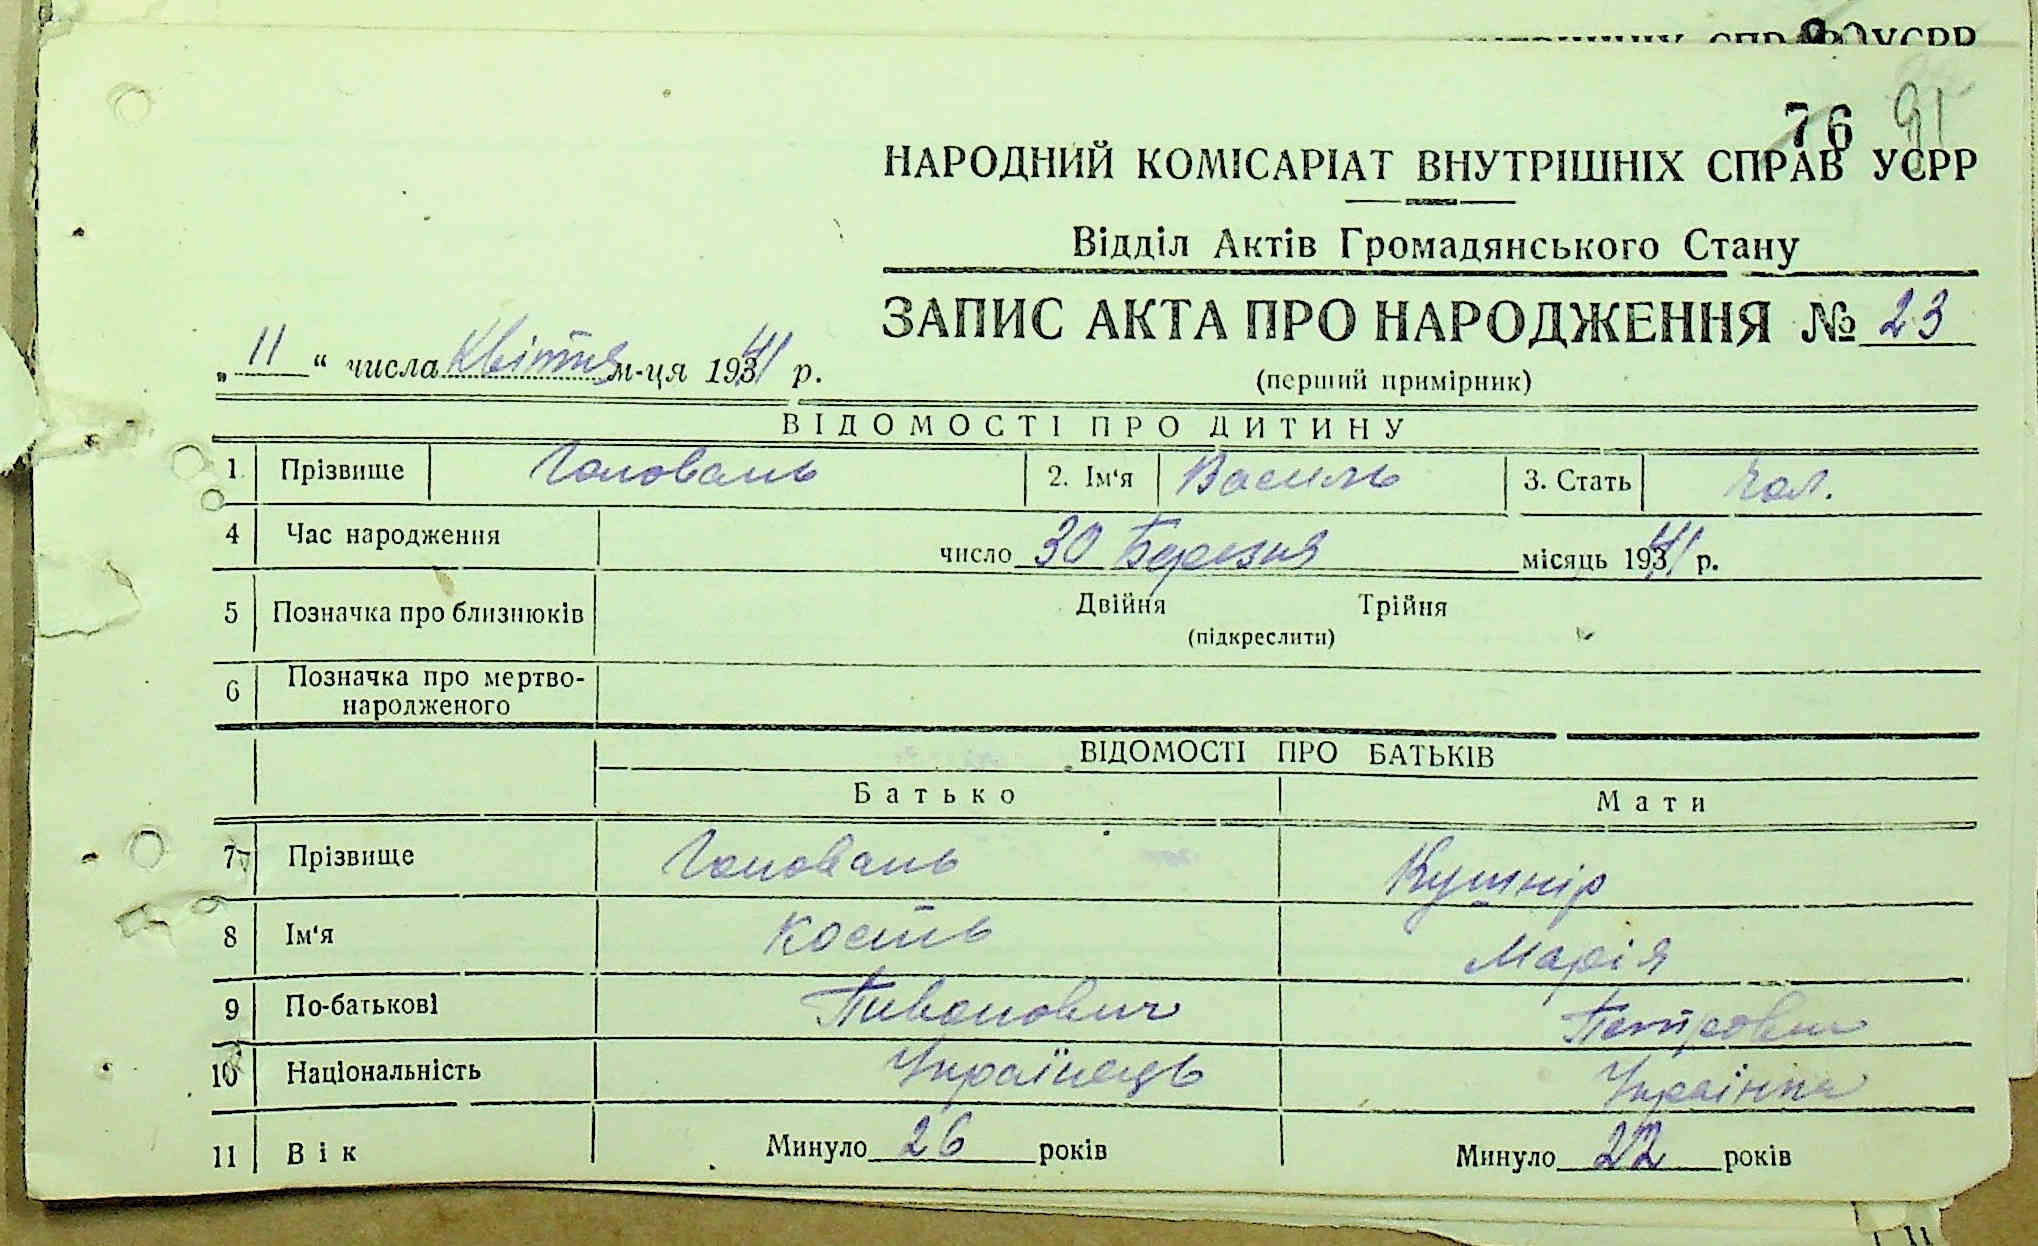 76 91
НАРОДНИЙ КОМІСАРІАТ ВНУТРІШНІХ СПРАВ УСРР
Відділ Актів Громадянського Стану
ЗАПИС АКТА ПРО НАРОДЖЕННЯ № 23
„11“ числа Квітня м-ця 1941 р.
(перший примірник)
ВІДОМОСТІ ПРО ДИТИНУ
1 Прізвище Головань 2. Ім‘я Василь 3. Стать Чол.
4 Час народження число 30 Березня місяць 1941 р.
5 Позначка про близнюків Двійня Трійня
(підкреслити)
6 Позначка про мертво-
народженого
ВІДОМОСТІ ПРО БАТЬКІВ
Батько Мати
7 Прізвище Головань Кушнір
8 Ім‘я Кость Марія
9 По-батькові Петрович
10 Національність Українець Українка
11 Вік Минуло 26 років Минуло 22 років